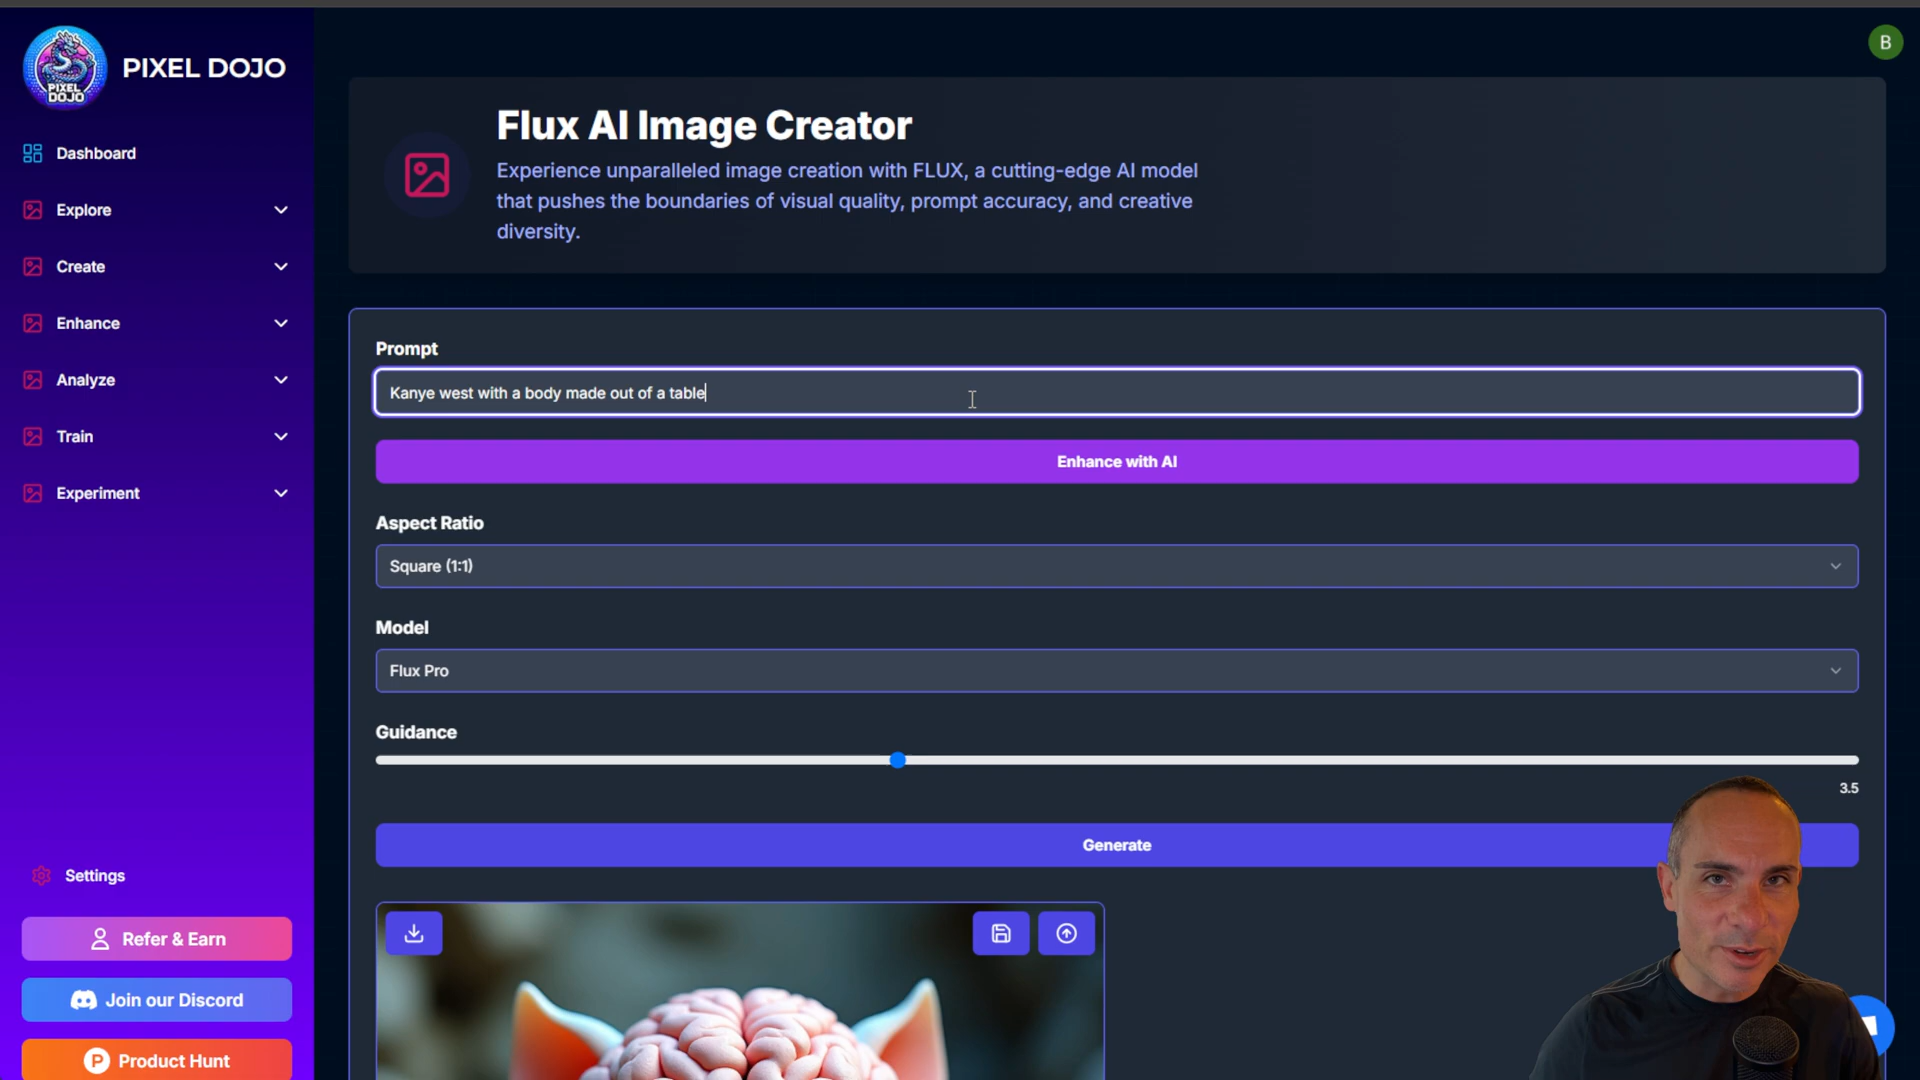 PIXEL DOJO
PIXEL
DOJO
B
Dashboard
Explore
Create
Enhance
Analyze
Train
Experiment
Settings
Refer & Earn
Join our Discord
P
Product Hunt
Flux AI Image Creator
Experience unparalleled image creation with FLUX, a cutting-edge AI model
that pushes the boundaries of visual quality, prompt accuracy, and creative
diversity.
Prompt
Kanye west with a body made out of a table
Enhance with AI
Aspect Ratio
Square (1:1)
Model
Flux Pro
Guidance
3.5
Generate